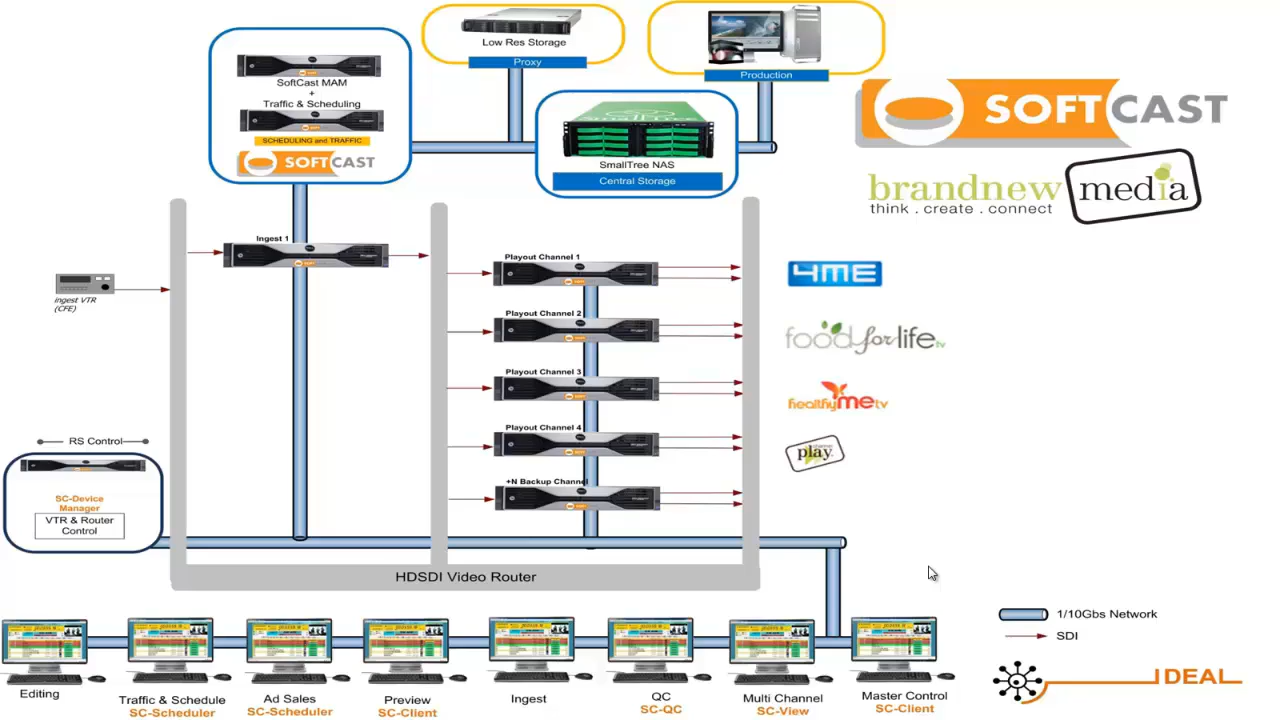 Low Res Storage
Proxy
Production
SoftCast MAM
+
Traffic & Scheduling
SCHEDULING and TRAFFIC
SOFTCAST
SmallTree
SmallTree NAS
Central Storage
SOFTCAST
brandnew media
think . create . connect
Ingest 1
ingest VTR
(CFE)
Playout Channel 1
Playout Channel 2
Playout Channel 3
Playout Channel 4
+N Backup Channel
4ME
foodforlife tv
healthyme tv
channel
play.
RS Control
SC-Device
Manager
VTR & Router
Control
HDSDI Video Router
1/10Gbs Network
SDI
IDEAL
Editing
Traffic & Schedule
SC-Scheduler
Ad Sales
SC-Scheduler
Preview
SC-Client
Ingest
QC
SC-QC
Multi Channel
SC-View
Master Control
SC-Client